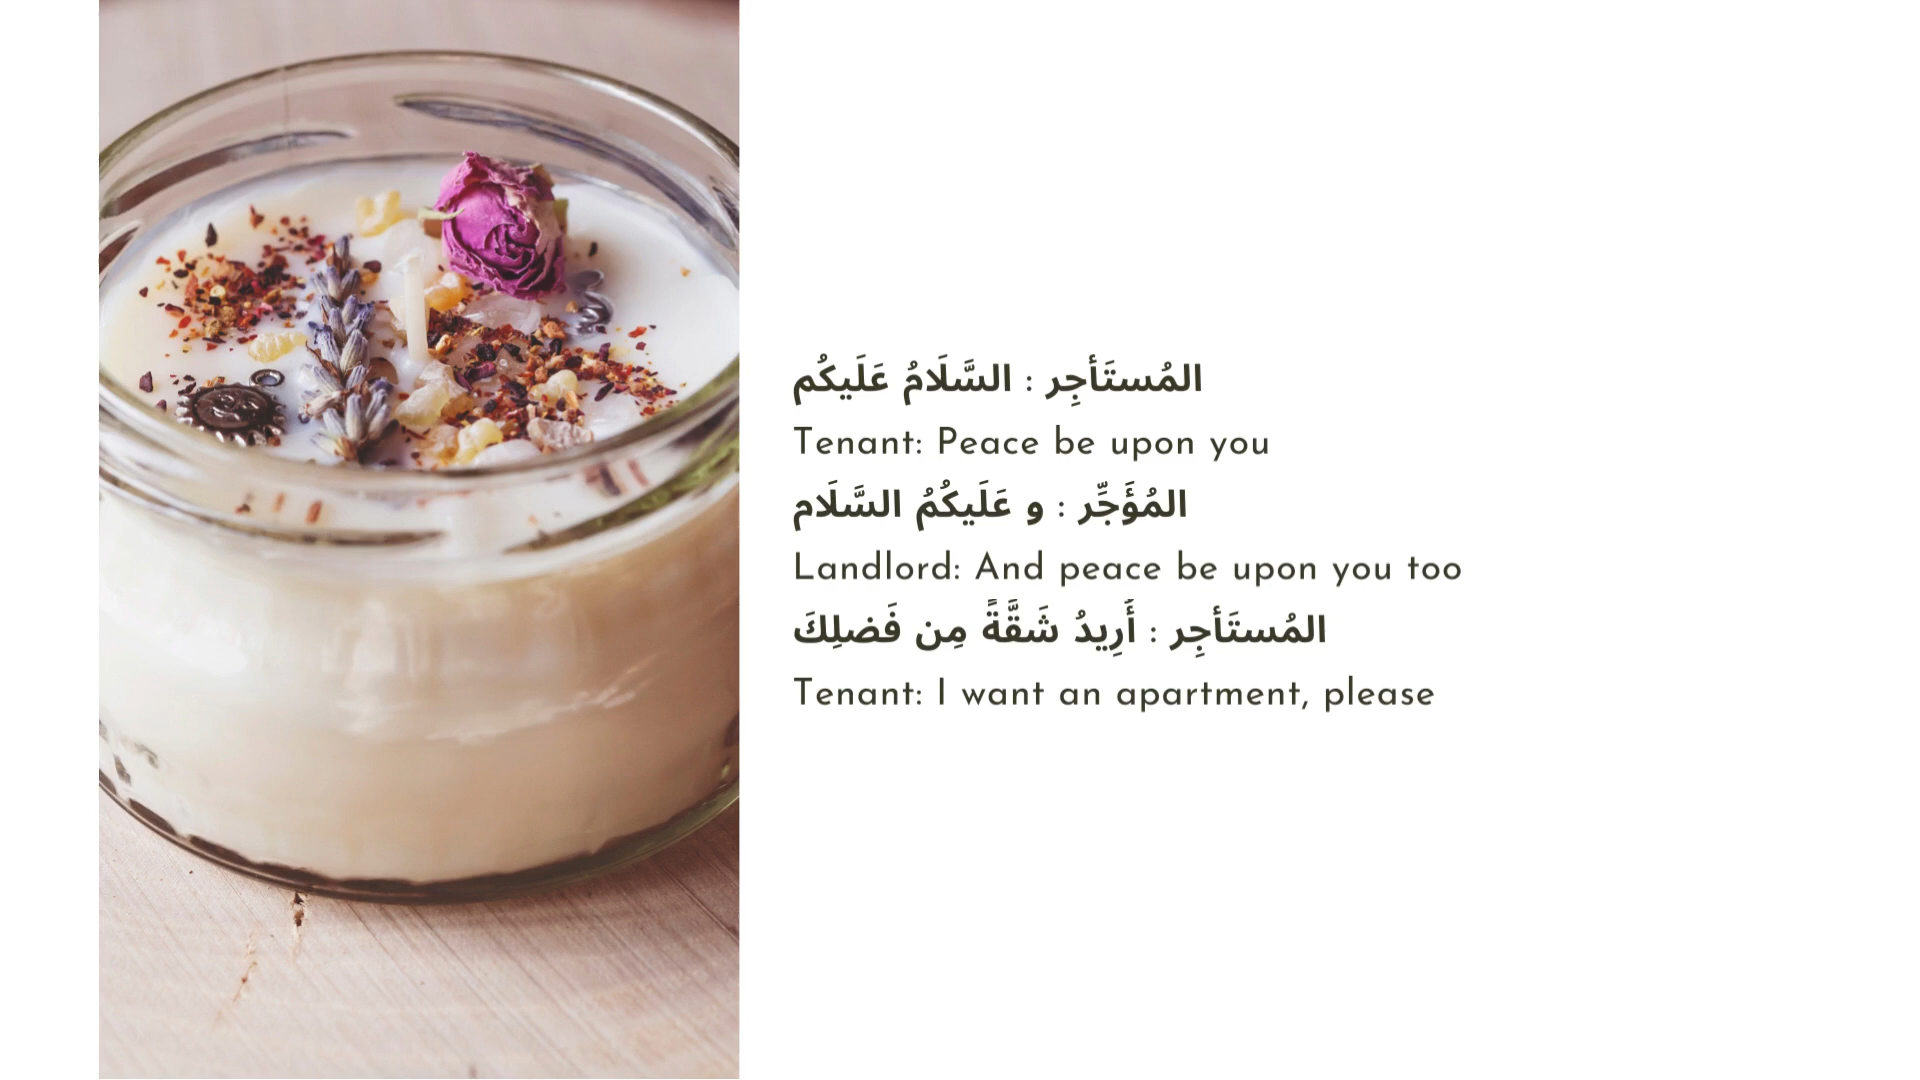 المُستَأجِر : السَّلَامُ عَلَيكُم
Tenant: Peace be upon you
المُؤَجِّر : و عَلَيكُمُ السَّلَام
Landlord: And peace be upon you too
المُستَأجِر : أَُرِيدُ شَقَّةً مِن فَضلِكَ
Tenant: I want an apartment, please